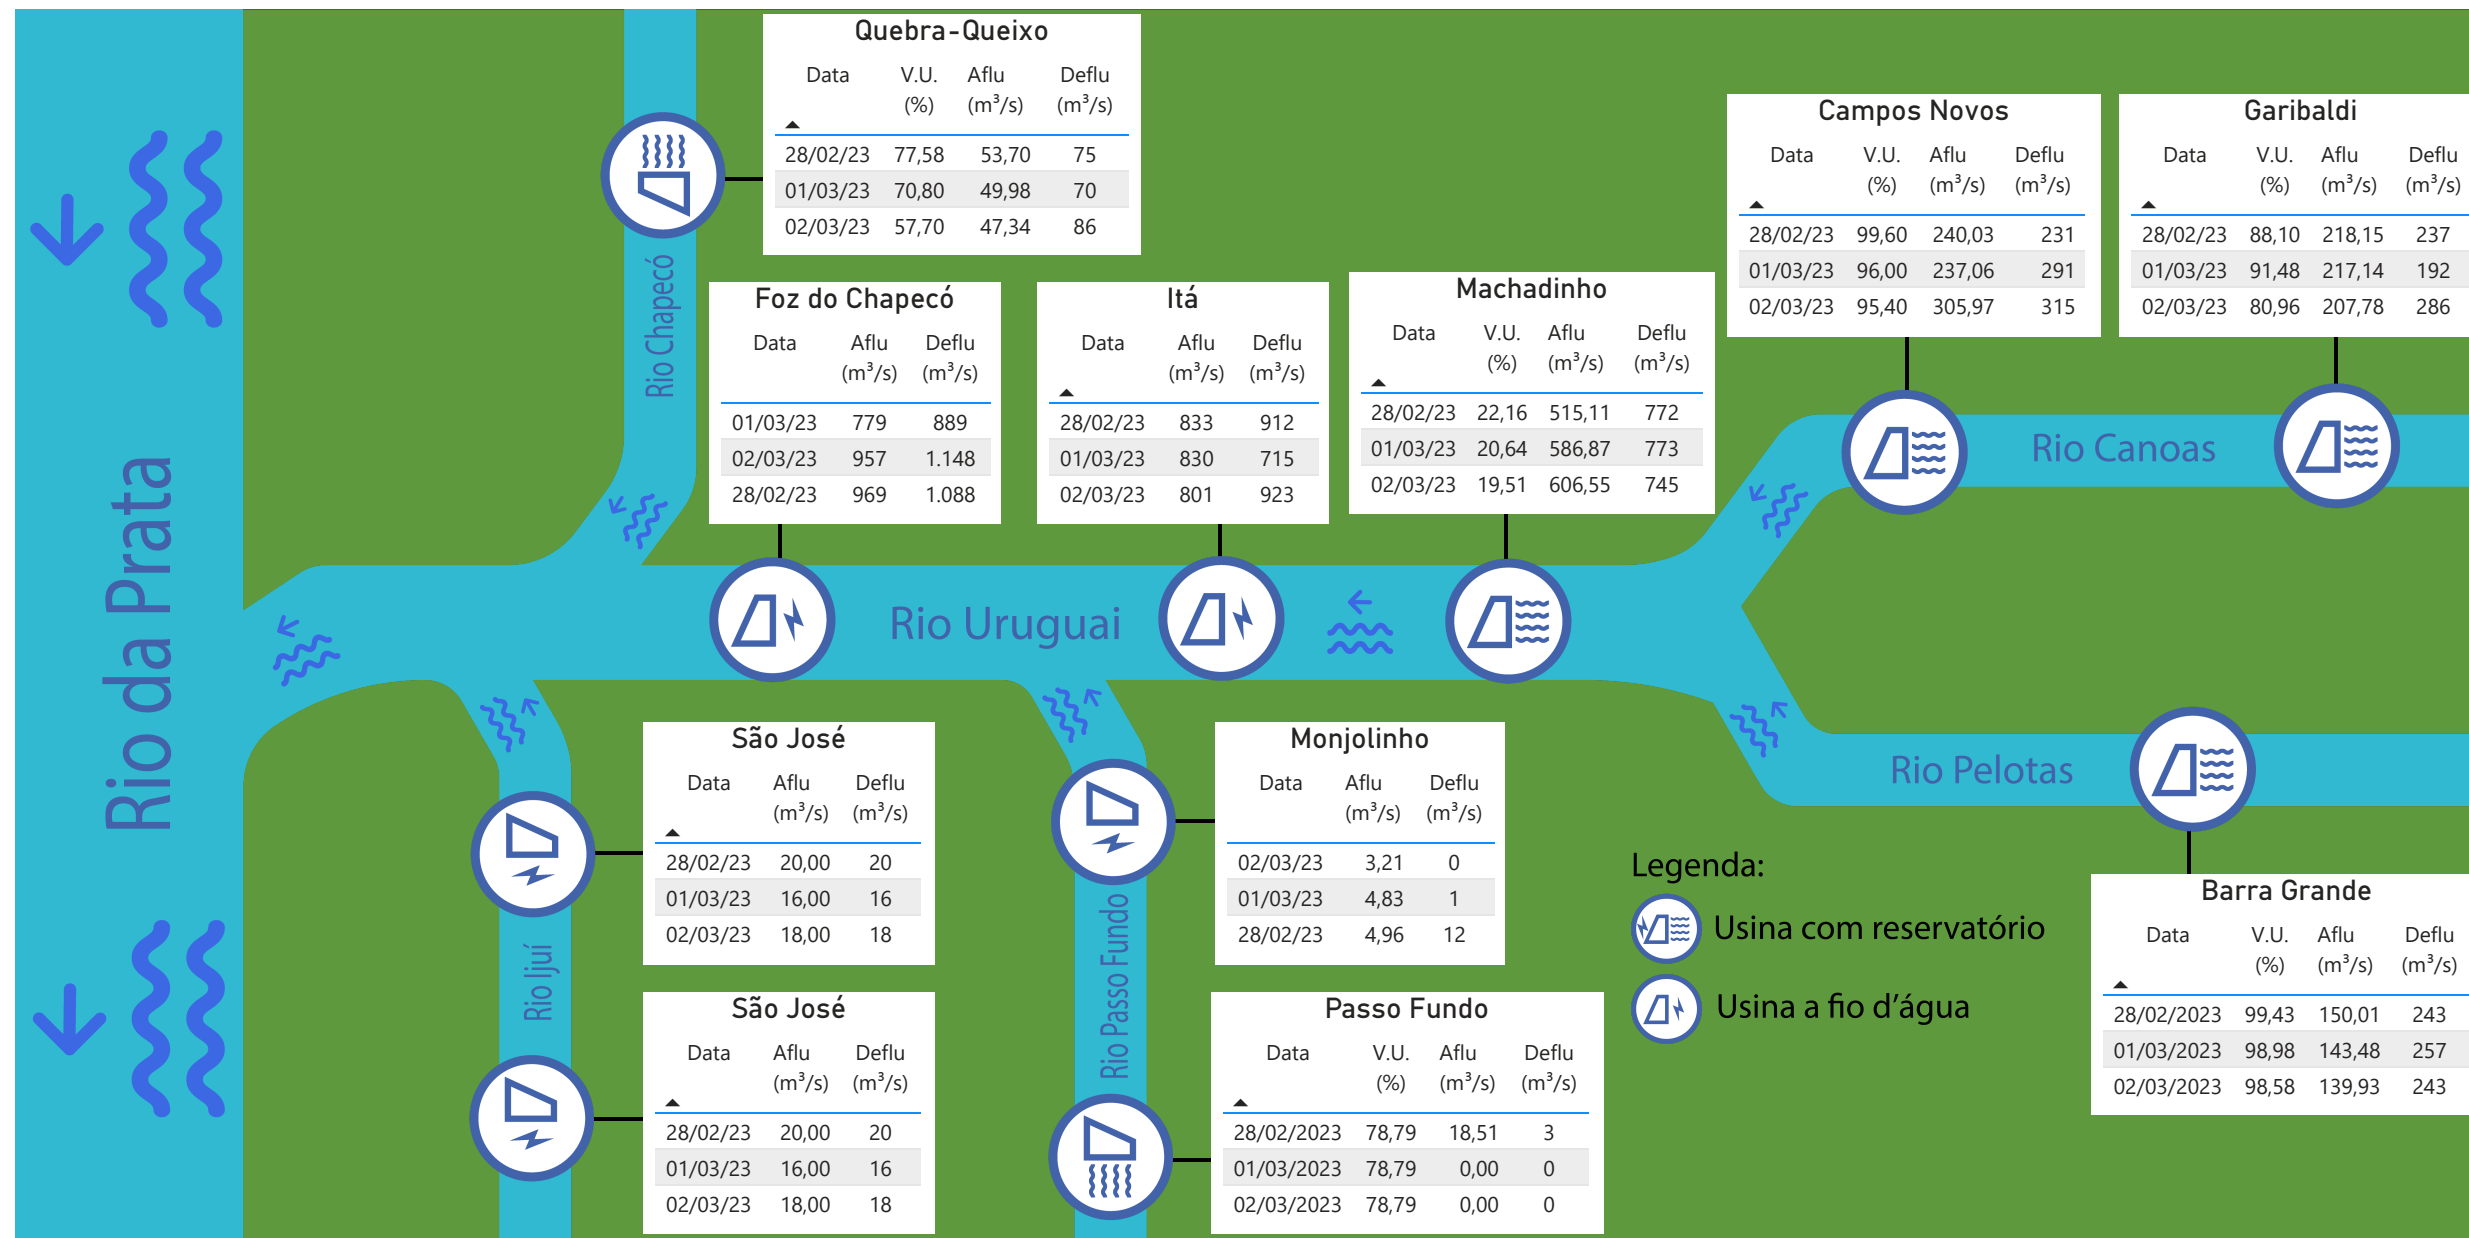 Quebra-Queixo
Data V.U. (%) Aflu (m³/s) Deflu (m³/s)
28/02/23 77,58 53,70 75
01/03/23 70,80 49,98 70
02/03/23 57,70 47,34 86
Campos Novos
Data V.U. (%) Aflu (m³/s) Deflu (m³/s)
28/02/23 99,60 240,03 231
01/03/23 96,00 237,06 291
02/03/23 95,40 305,97 315
Garibaldi
Data V.U. (%) Aflu (m³/s) Deflu (m³/s)
28/02/23 88,10 218,15 237
01/03/23 91,48 217,14 192
02/03/23 80,96 207,78 286
Rio Chapecó
Foz do Chapecó
Data Aflu (m³/s) Deflu (m³/s)
01/03/23 779 889
02/03/23 957 1.148
28/02/23 969 1.088
Itá
Data Aflu (m³/s) Deflu (m³/s)
28/02/23 833 912
01/03/23 830 715
02/03/23 801 923
Machadinho
Data V.U. (%) Aflu (m³/s) Deflu (m³/s)
28/02/23 22,16 515,11 772
01/03/23 20,64 586,87 773
02/03/23 19,51 606,55 745
Rio Canoas
Rio da Prata
Rio Uruguai
Rio Pelotas
São José
Data Aflu (m³/s) Deflu (m³/s)
28/02/23 20,00 20
01/03/23 16,00 16
02/03/23 18,00 18
Monjolinho
Data Aflu (m³/s) Deflu (m³/s)
02/03/23 3,21 0
01/03/23 4,83 1
28/02/23 4,96 12
Legenda:
Usina com reservatório
Usina a fio d’água
Barra Grande
Data V.U. (%) Aflu (m³/s) Deflu (m³/s)
28/02/2023 99,43 150,01 243
01/03/2023 98,98 143,48 257
02/03/2023 98,58 139,93 243
Rio Ijuí
Rio Passo Fundo
São José
Data Aflu (m³/s) Deflu (m³/s)
28/02/23 20,00 20
01/03/23 16,00 16
02/03/23 18,00 18
Passo Fundo
Data V.U. (%) Aflu (m³/s) Deflu (m³/s)
28/02/2023 78,79 18,51 3
01/03/2023 78,79 0,00 0
02/03/2023 78,79 0,00 0